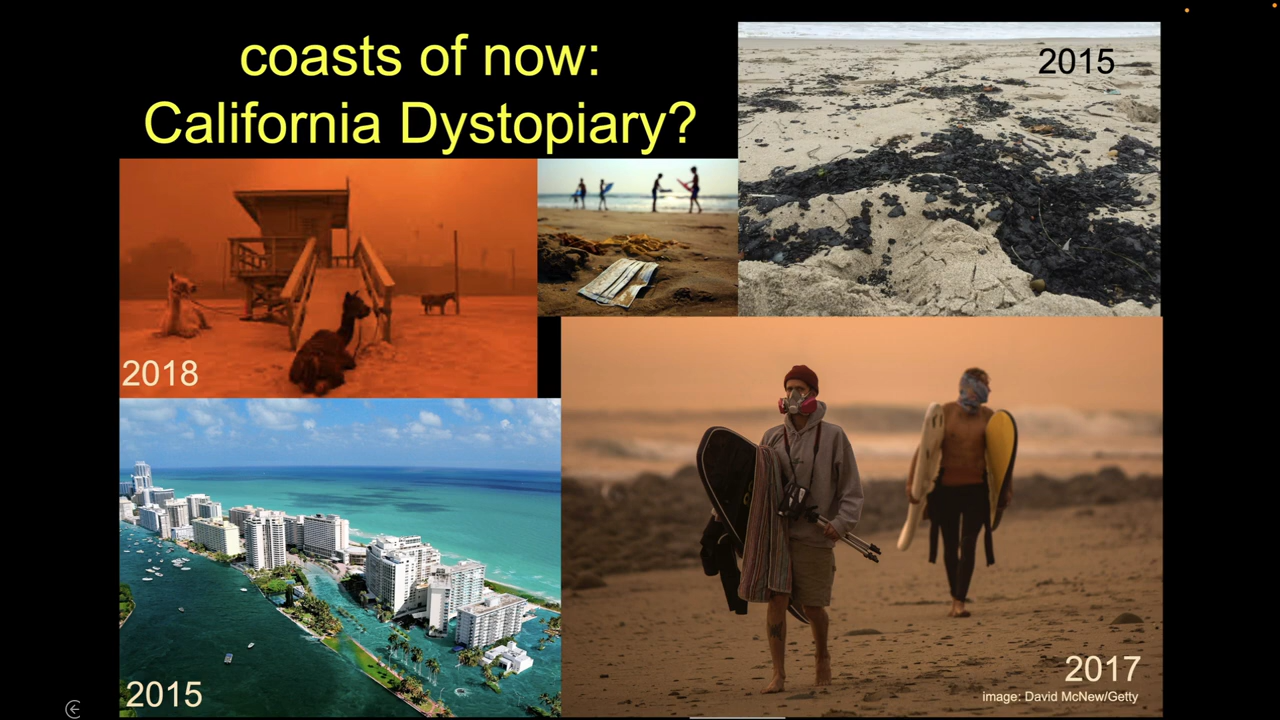 coasts of now:
California Dystopiary?
2015
2018
2015
2017
image: David McNew/Getty